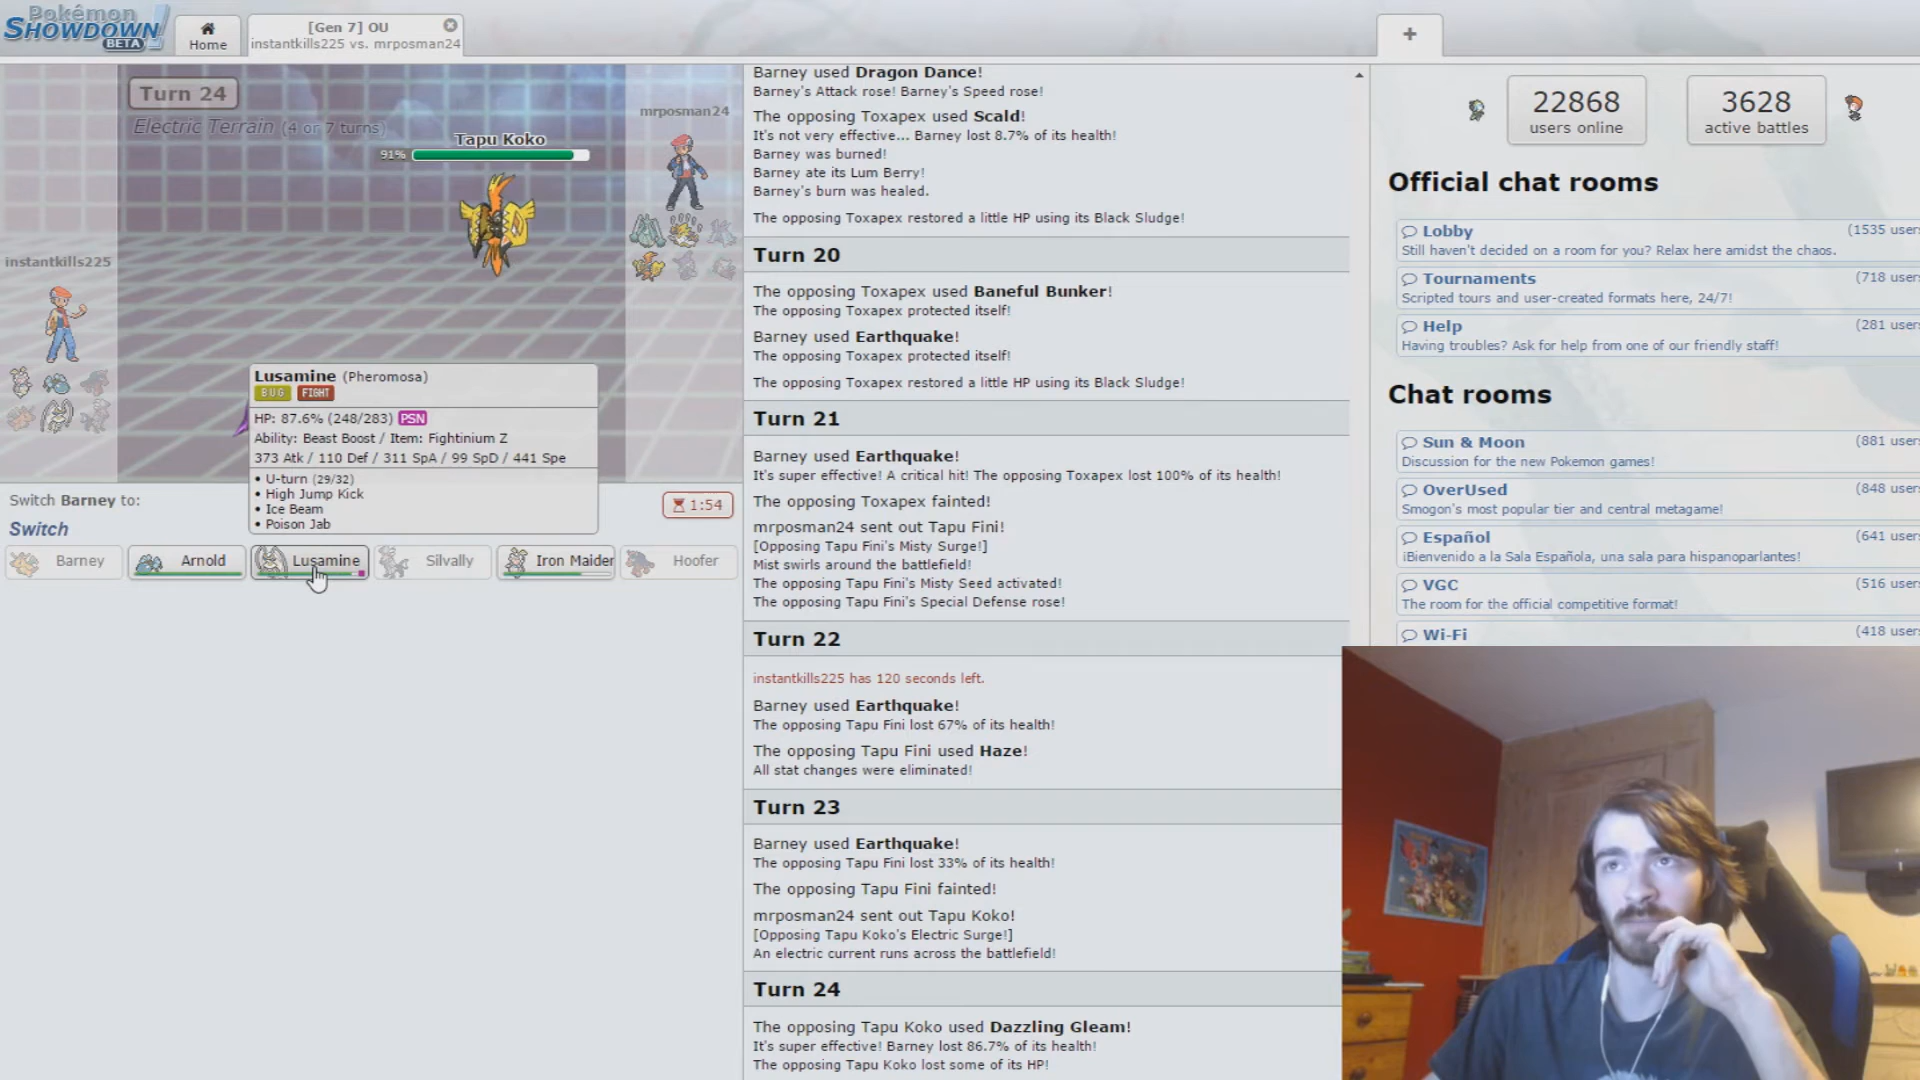 Pokémon
SHOWDOWN!
BETA
Home
[Gen 7] OU
instantkills225 vs. mrposman24
+
Turn 24
Electric Terrain (4 or 7 turns)
Tapu Koko
91%
mrposman24
instantkills225
Lusamine (Pheromosa)
BUG FIGHT
HP: 87.6% (248/283) PSN
Ability: Beast Boost / Item: Fightinium Z
373 Atk / 110 Def / 311 SpA / 99 SpD / 441 Spe
• U-turn (29/32)
• High Jump Kick
• Ice Beam
• Poison Jab
Switch Barney to:
1:54
Switch
Barney
Arnold
Lusamine
Silvally
Iron Maiden
Hoofer
Barney used Dragon Dance!
Barney's Attack rose! Barney's Speed rose!
The opposing Toxapex used Scald!
It's not very effective... Barney lost 8.7% of its health!
Barney was burned!
Barney ate its Lum Berry!
Barney's burn was healed.
The opposing Toxapex restored a little HP using its Black Sludge!
Turn 20
The opposing Toxapex used Baneful Bunker!
The opposing Toxapex protected itself!
Barney used Earthquake!
The opposing Toxapex protected itself!
The opposing Toxapex restored a little HP using its Black Sludge!
Turn 21
Barney used Earthquake!
It's super effective! A critical hit! The opposing Toxapex lost 100% of its health!
The opposing Toxapex fainted!
mrposman24 sent out Tapu Fini!
[Opposing Tapu Fini's Misty Surge!]
Mist swirls around the battlefield!
The opposing Tapu Fini's Misty Seed activated!
The opposing Tapu Fini's Special Defense rose!
Turn 22
instantkills225 has 120 seconds left.
Barney used Earthquake!
The opposing Tapu Fini lost 67% of its health!
The opposing Tapu Fini used Haze!
All stat changes were eliminated!
Turn 23
Barney used Earthquake!
The opposing Tapu Fini lost 33% of its health!
The opposing Tapu Fini fainted!
mrposman24 sent out Tapu Koko!
[Opposing Tapu Koko's Electric Surge!]
An electric current runs across the battlefield!
Turn 24
The opposing Tapu Koko used Dazzling Gleam!
It's super effective! Barney lost 86.7% of its health!
The opposing Tapu Koko lost some of its HP!
22868
users online
3628
active battles
Official chat rooms
Lobby
(1535 users
Still haven't decided on a room for you? Relax here amidst the chaos.
Tournaments
(718 users
Scripted tours and user-created formats here, 24/7!
Help
(281 users
Having troubles? Ask for help from one of our friendly staff!
Chat rooms
Sun & Moon
(881 users
Discussion for the new Pokemon games!
OverUsed
(848 users
Smogon's most popular tier and central metagame!
Español
(641 users
¡Bienvenido a la Sala Española, una sala para hispanoparlantes!
VGC
(516 users
The room for the official competitive format!
Wi-Fi
(418 users